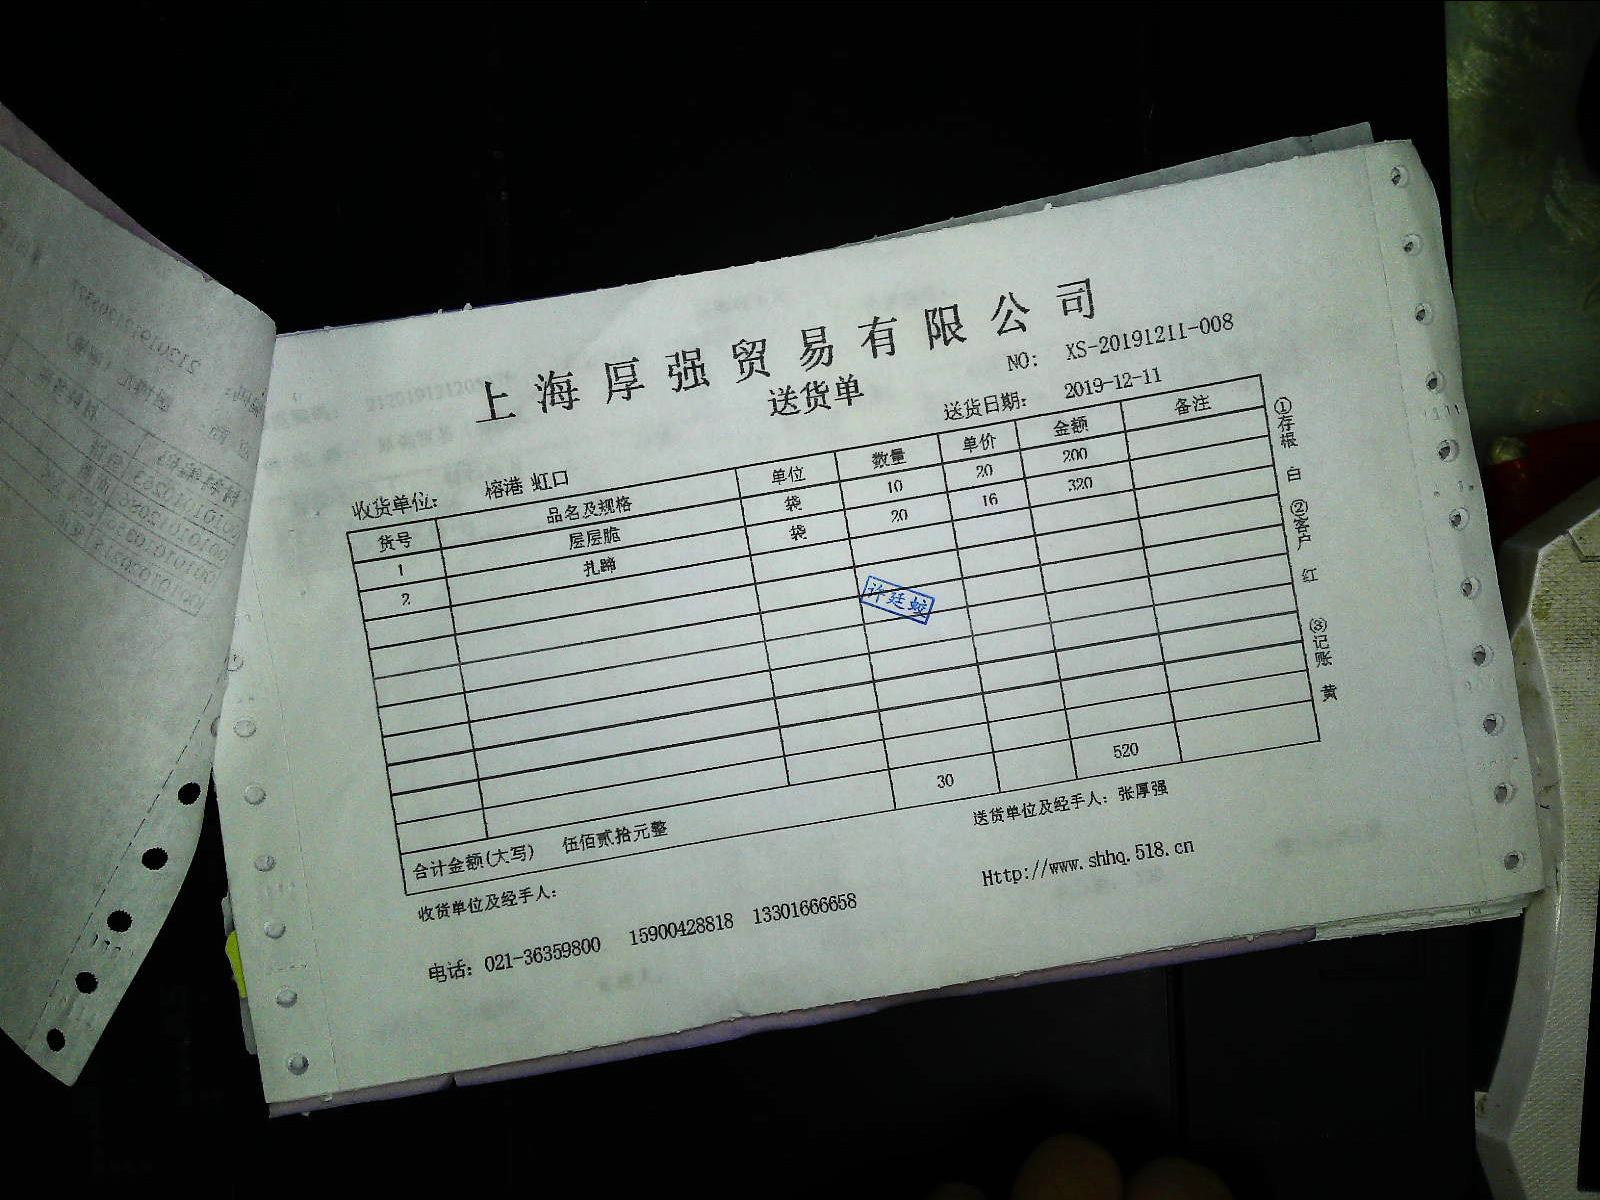 上海厚强贸易有限公司
送货单
NO: XS-20191211-008
送货日期: 2019-12-11
收货单位: 榕港 虹口
货号 品名及规格 单位 数量 单价 金额 备注
1 层层脆 袋 10 20 200
2 扎蹄 袋 20 16 320
许廷蛟
30 520
合计金额(大写) 伍佰贰拾元整
收货单位及经手人:
送货单位及经手人: 张厚强
电话: 021-36359800 15900428818 13301666658
Http://www.shhq.518.cn
①存根 白 ②客户 红 ③记账 黄